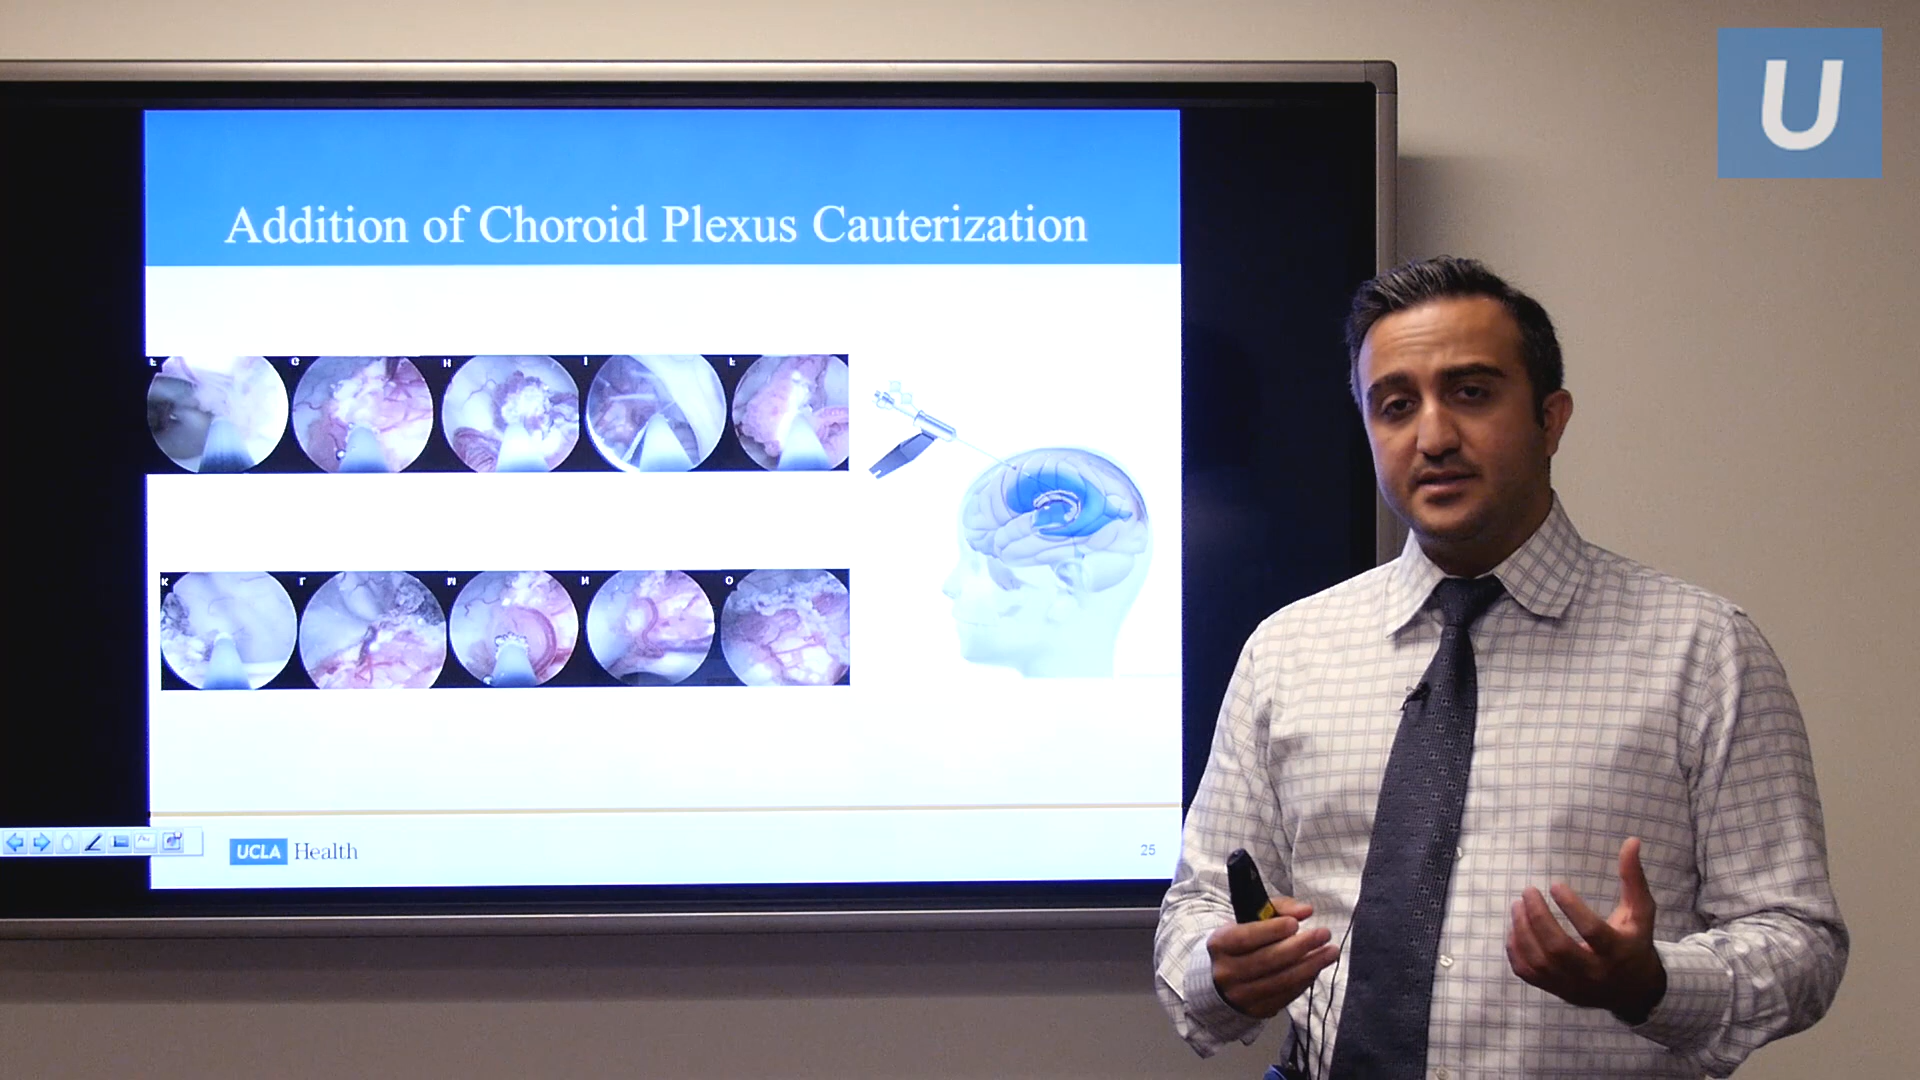 U
Addition of Choroid Plexus Cauterization
H
I
K
M
N
O
UCLA Health
25